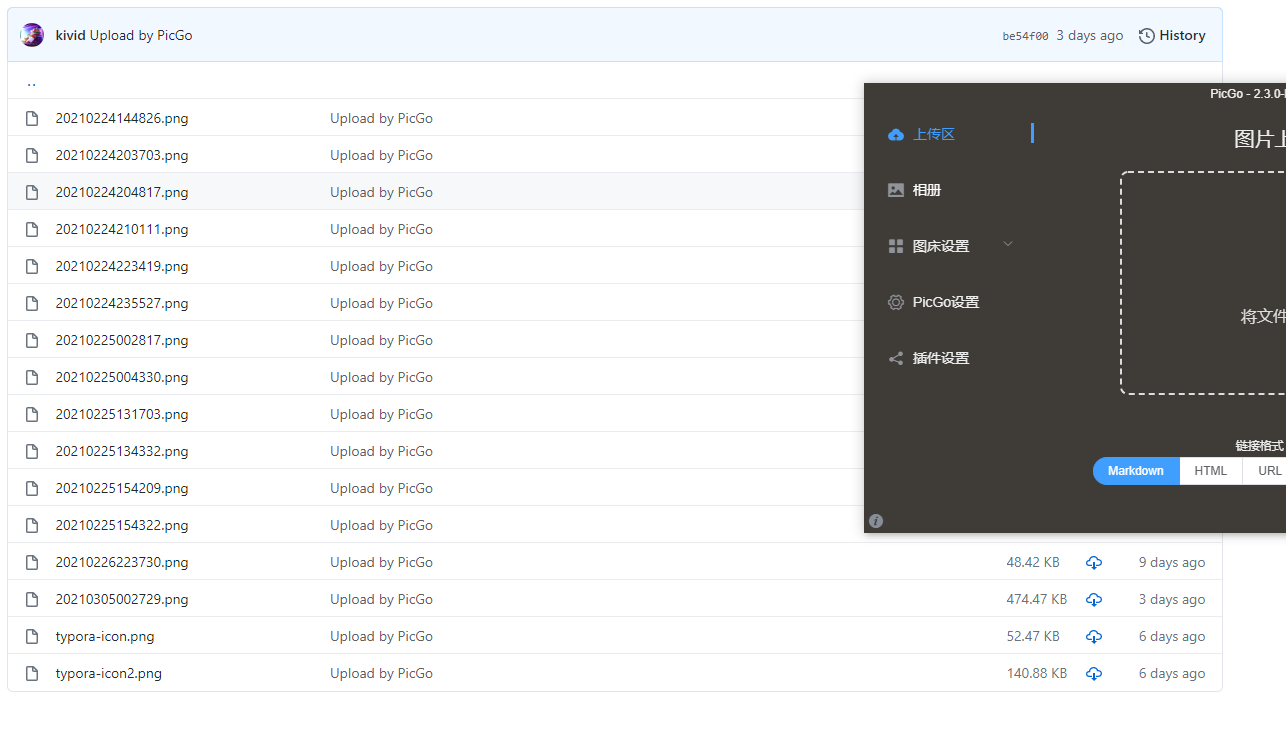 kivid Upload by PicGo be54f00 3 days ago History
..
20210224144826.png Upload by PicGo
20210224203703.png Upload by PicGo
20210224204817.png Upload by PicGo
20210224210111.png Upload by PicGo
20210224223419.png Upload by PicGo
20210224235527.png Upload by PicGo
20210225002817.png Upload by PicGo
20210225004330.png Upload by PicGo
20210225131703.png Upload by PicGo
20210225134332.png Upload by PicGo
20210225154209.png Upload by PicGo
20210225154322.png Upload by PicGo
20210226223730.png Upload by PicGo 48.42 KB 9 days ago
20210305002729.png Upload by PicGo 474.47 KB 3 days ago
typora-icon.png Upload by PicGo 52.47 KB 6 days ago
typora-icon2.png Upload by PicGo 140.88 KB 6 days ago
PicGo - 2.3.0-
上传区
相册
图床设置
PicGo设置
插件设置
图片上
将文件
链接格式
Markdown HTML URL